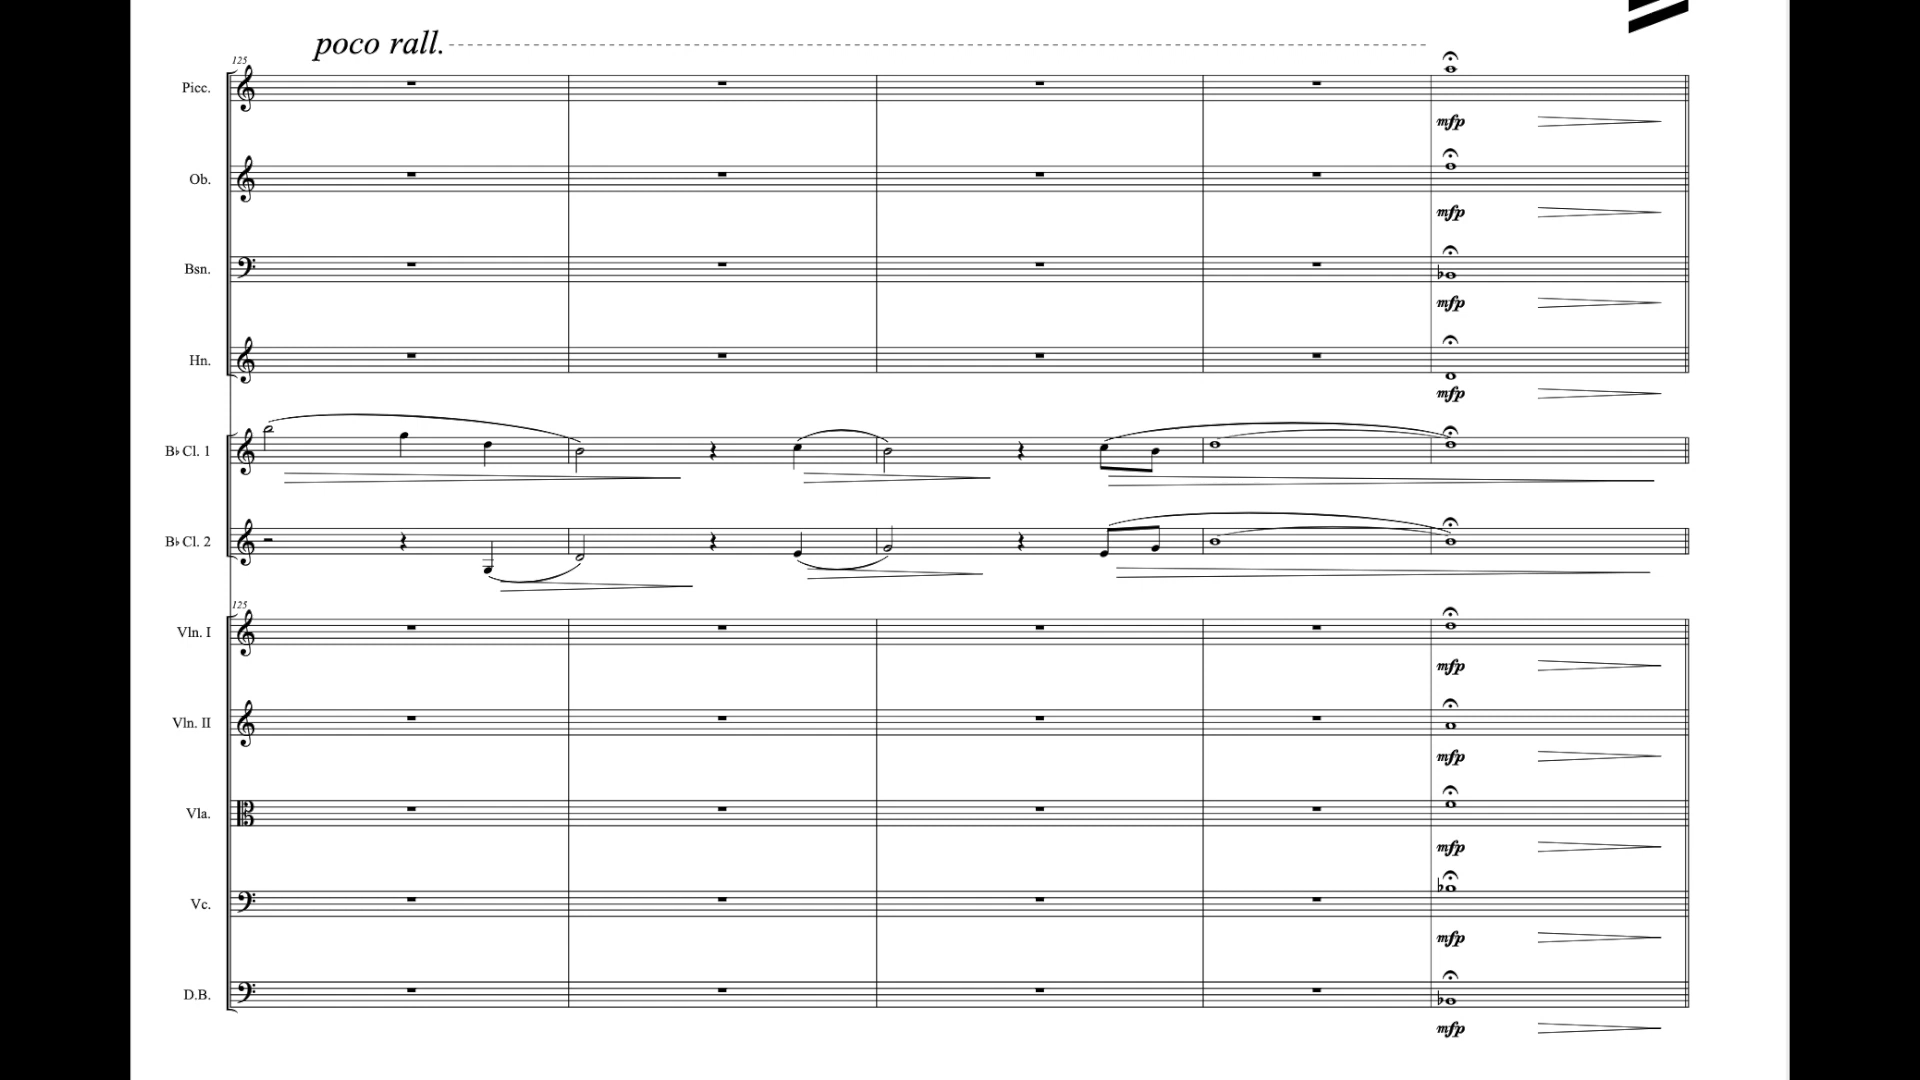 poco rall.
125
Picc.
mfp
Ob.
mfp
Bsn.
mfp
Hn.
mfp
B♭ Cl. 1
B♭ Cl. 2
125
Vln. I
mfp
Vln. II
mfp
Vla.
mfp
Vc.
mfp
D.B.
mfp